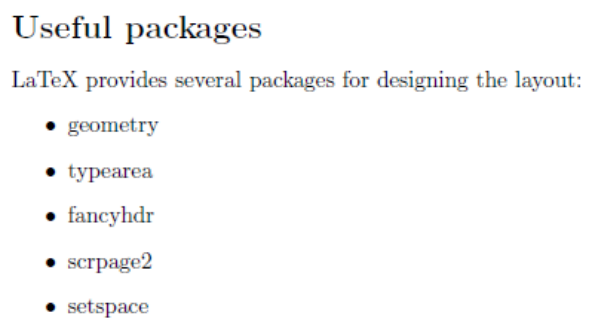 Useful packages
LaTeX provides several packages for designing the layout:
• geometry
• typearea
• fancyhdr
• scrpage2
• setspace